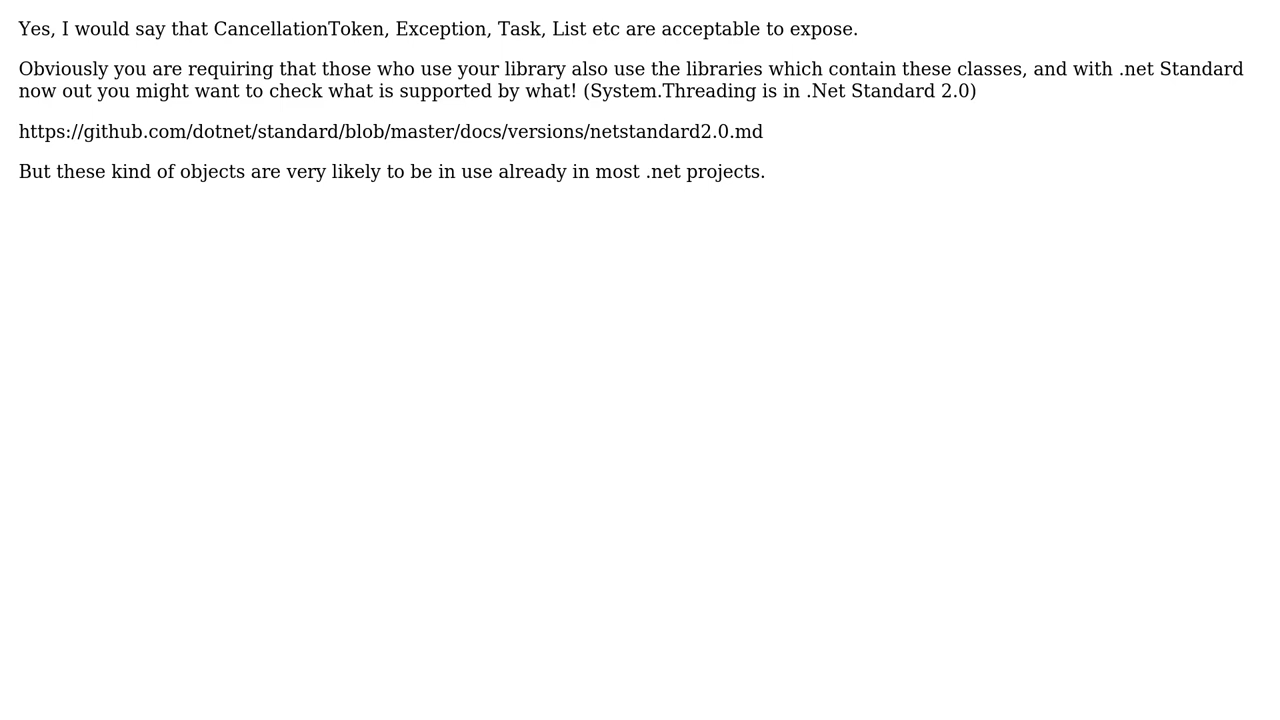 Yes, I would say that CancellationToken, Exception, Task, List etc are acceptable to expose.
Obviously you are requiring that those who use your library also use the libraries which contain these classes, and with .net Standard
now out you might want to check what is supported by what! (System.Threading is in .Net Standard 2.0)
https://github.com/dotnet/standard/blob/master/docs/versions/netstandard2.0.md
But these kind of objects are very likely to be in use already in most .net projects.